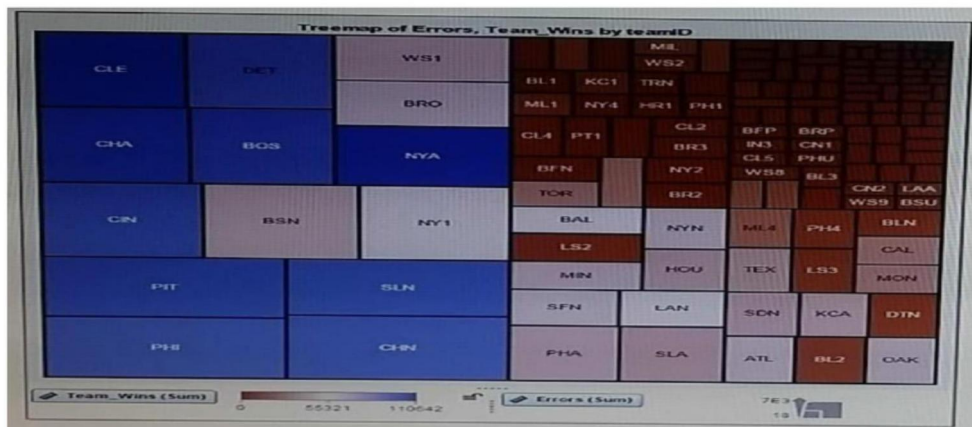 Treemap of Errors, Team_Wins by teamID
CLE
DET
WS1
BRO
CHA
BOS
NYA
CIN
BSN
NY1
PIT
SLN
PHI
CHN
MIL
WS2
BL1
KC1
TRN
ML1
NY4
HR1
PH1
CL4
PT1
CL2
BR3
BFN
NY2
TOR
BR2
BFP
BRP
IN3
CN1
CL5
PHU
WS8
BL3
CN2
LAA
WS9
BSU
BAL
LS2
NYN
MIN
HOU
SFN
LAN
PHA
SLA
ML4
PH4
BLN
CAL
TEX
LS3
MON
SDN
KCA
DTN
ATL
BL2
OAK
Team_Wins (Sum)
0 55321 110642
Errors (Sum)
7E3